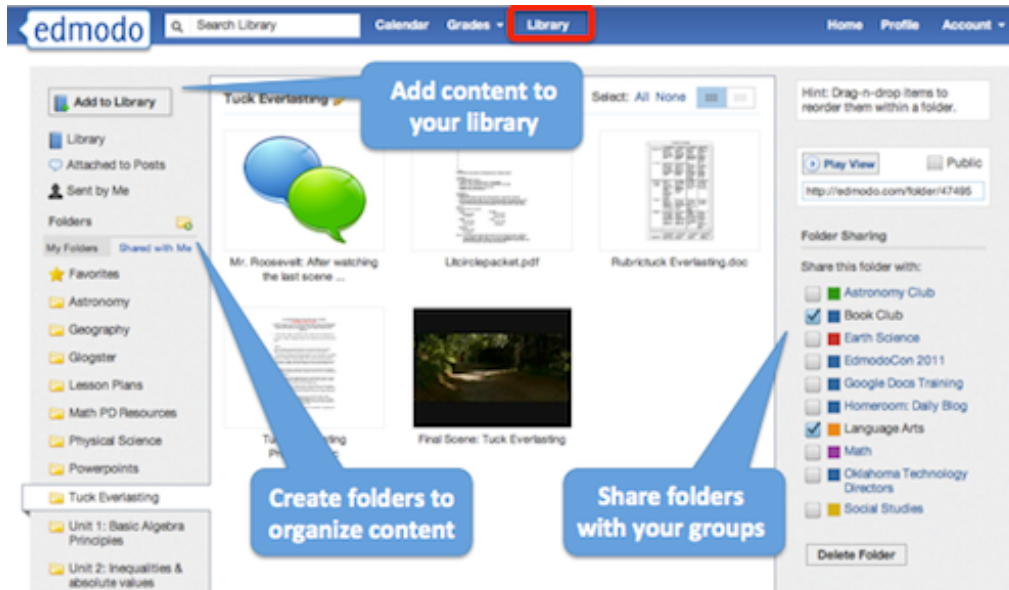 edmodo
Search Library
Calendar
Grades
Library
Home
Profile
Account
Add to Library
Library
Attached to Posts
Sent by Me
Folders
My Folders
Shared with Me
Favorites
Astronomy
Geography
Glogster
Lesson Plans
Math PD Resources
Physical Science
Powerpoints
Tuck Everlasting
Unit 1: Basic Algebra
Principles
Unit 2: Inequalities &
absolute values
Add content to
your library
Tuck Everlasting
Select: All None
Mr. Roosevelt: After watching
the last scene ...
Litcirclepacket.pdf
Rubrictuck Everlasting.doc
Final Scene: Tuck Everlasting
Create folders to
organize content
Share folders
with your groups
Hint: Drag-n-drop items to
reorder them within a folder.
Play View
Public
http://edmodo.com/folder/47495
Folder Sharing
Share this folder with:
Astronomy Club
Book Club
Earth Science
EdmodoCon 2011
Google Docs Training
Homeroom: Daily Blog
Language Arts
Math
Oklahoma Technology
Directors
Social Studies
Delete Folder